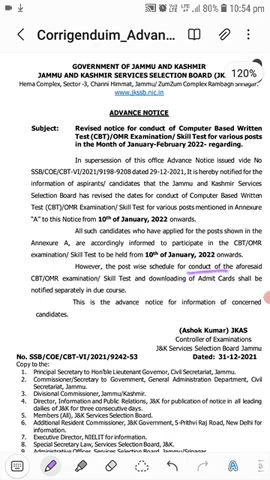 80% 10:54 pm
Corrigenduim_Advan
120%
GOVERNMENT OF JAMMU AND KASHMIR
JAMMU AND KASHMIR SERVICES SELECTION BOARD (JK
Hema Complex, Sector -3, Channi Himmat, Jammu/ ZumZum Complex Rambagh Srinagar.
www.jkssb.nic.in
ADVANCE NOTICE
Subject: Revised notice for conduct of Computer Based Written
Test (CBT)/OMR Examination/ Skill Test for various posts
in the Month of January-February 2022- regarding.
In supersession of this office Advance Notice issued vide No
SSB/COE/CBT-VI/2021/9198-9208 dated 29-12-2021, It is hereby notified for the
information of aspirants/ candidates that the Jammu and Kashmir Services
Selection Board has revised the dates for conduct of Computer Based Written
Test (CBT)/OMR Examination/ Skill Test for various posts mentioned in Annexure
"A" to this Notice from 10th of January, 2022 onwards.
All such candidates who have applied for the posts shown in the
Annexure A, are accordingly informed to participate in the CBT/OMR
examination/ Skill Test to be held from 10th of January, 2022 onwards.
However, the post wise schedule for conduct of the aforesaid
CBT/OMR examination/ Skill Test and downloading of Admit Cards shall be
notified separately in due course.
This is the advance notice for information of concerned
candidates.
(Ashok Kumar) JKAS
Controller of Examinations
J&K Services Selection Board Jammu
No. SSB/COE/CBT-VI/2021/9242-53 Dated: 31-12-2021
Copy to the:
1. Principal Secretary to Hon'ble Lieutenant Governor, Civil Secretariat, Jammu.
2. Commissioner/Secretary to Government, General Administration Department, Civil
Secretariat, Jammu.
3. Divisional Commissioner, Jammu/Kashmir.
4. Director, Information and Public Relations, J&K for publication of notice in all leading
dailies of J&K for three consecutive days.
5. Members (All), J&K Services Selection Board.
6. Additional Resident Commissioner, J&K Government, 5-Prithvi Raj Road, New Delhi for
information.
7. Executive Director, NIELIT for information.
8. Special Secretary Law, Services Selection Board, J&K.
9. Administrative Officer, Services Selection Board, Jammu/Srinagar.